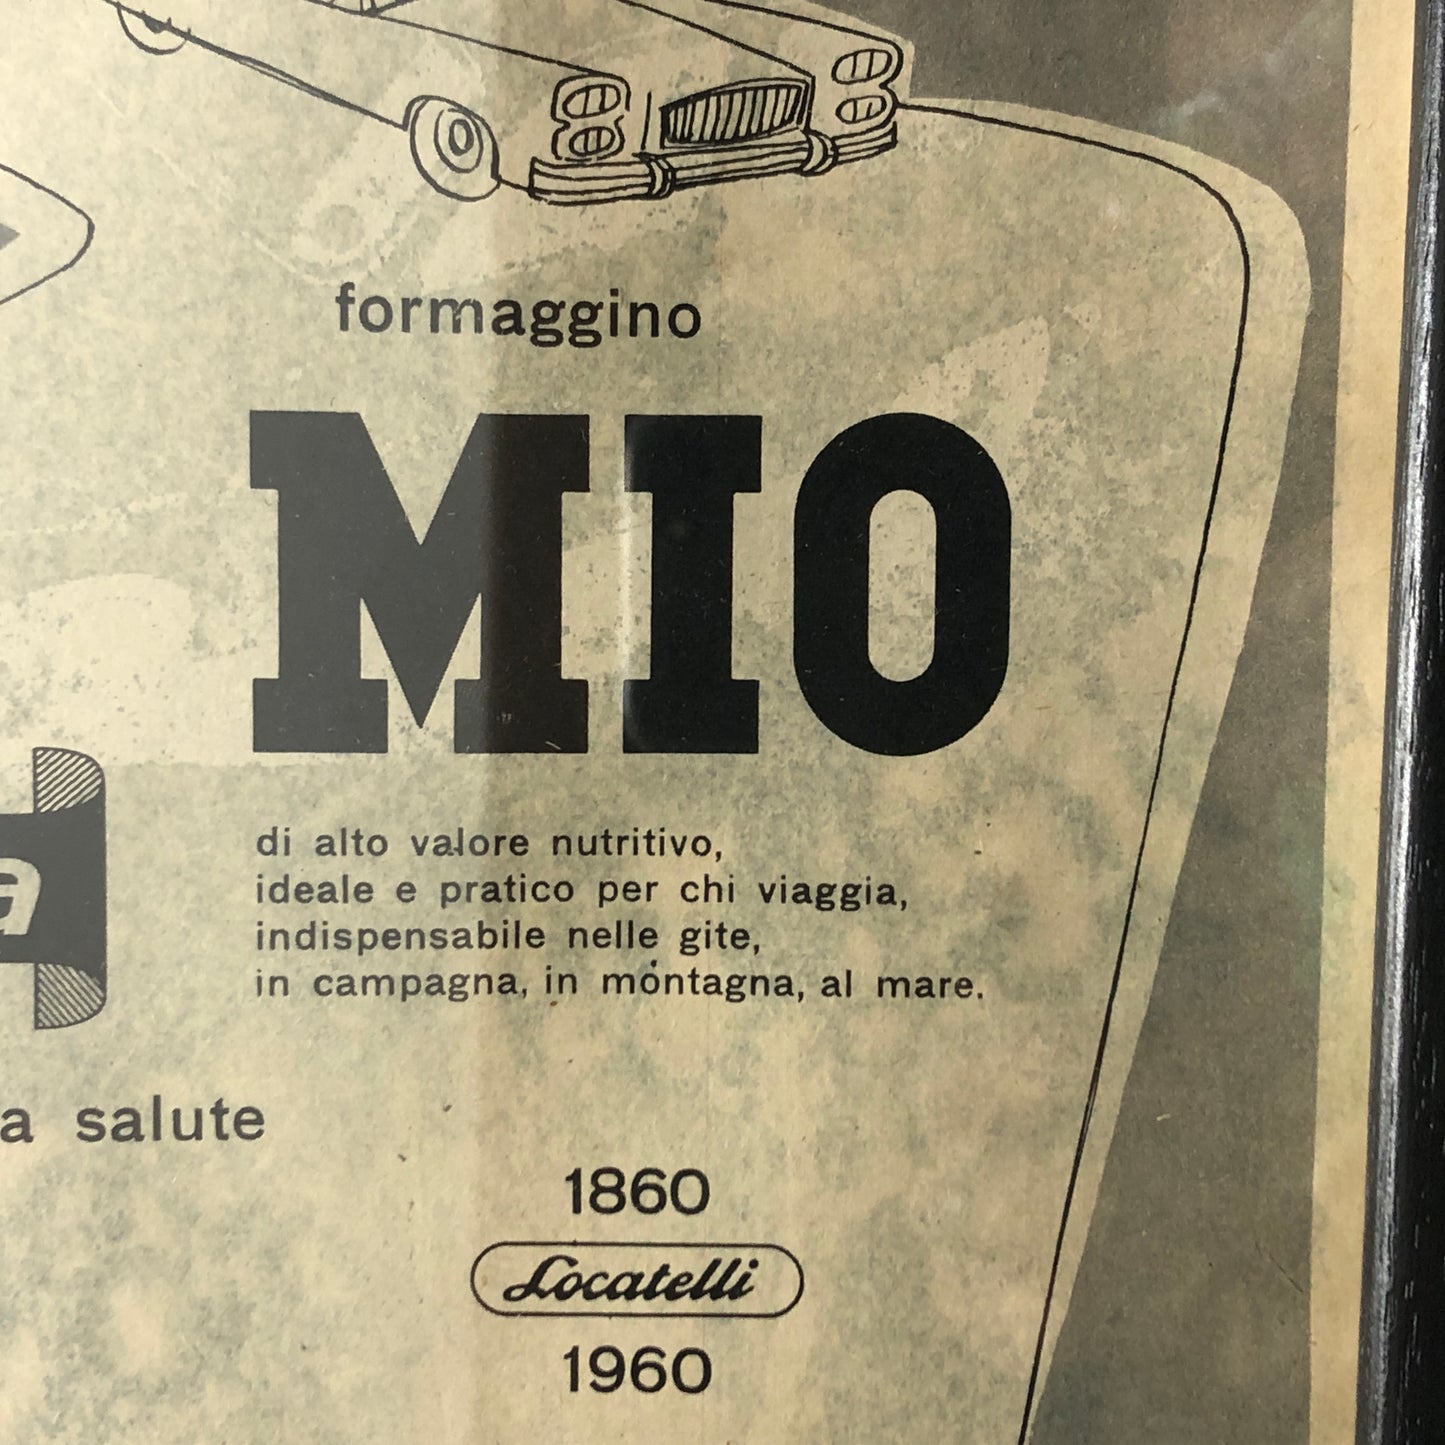 formaggino
MIO
di alto valore nutritivo,
ideale e pratico per chi viaggia,
indispensabile nelle gite,
in campagna, in montagna, al mare.
a salute
1860
Locatelli
1960